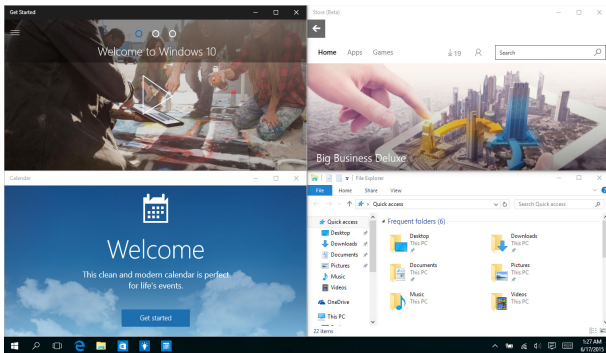 Get Started
Welcome to Windows 10
Store (Beta)
Home Apps Games
19
Search
Big Business Deluxe
Calendar
Welcome
This clean and modern calendar is perfect
for life's events.
Get started
File Explorer
File Home Share View
Quick access
Search Quick access
Quick access
Desktop
Downloads
Documents
Pictures
Music
Videos
OneDrive
This PC
Frequent folders (6)
Desktop
This PC
Downloads
This PC
Documents
This PC
Pictures
This PC
Music
This PC
Videos
This PC
22 items
5:27 AM
6/17/2015